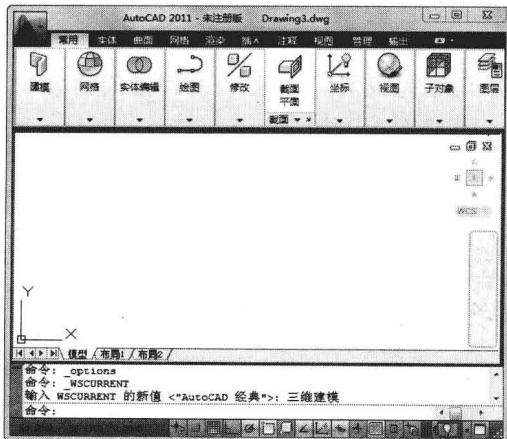 AutoCAD 2011 - 未注册版 Drawing3.dwg
常用 实体 曲面 网格 渲染 插入 注释 视图 管理 输出
建模 网格 实体编辑 绘图 修改 截面平面 坐标 视图 子对象 图层
截面
WCS
Y
X
模型 / 布局1 / 布局2 /
命令: _options
命令: _WSCURRENT
输入 WSCURRENT 的新值 <"AutoCAD 经典">: 三维建模
命令: